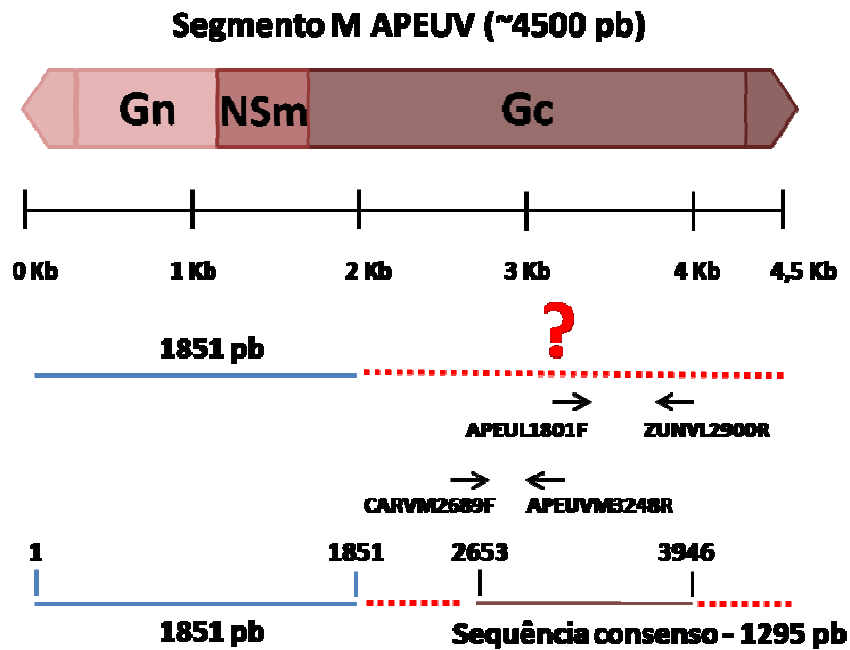 Segmento M APEUV (~4500 pb)
Gn NSm Gc
0 Kb 1 Kb 2 Kb 3 Kb 4 Kb 4,5 Kb
?
1851 pb
APEUL1801F ZUNVL2900R
CARVM2689F APEUVM3248R
1 1851 2653 3946
1851 pb Sequência consenso - 1295 pb